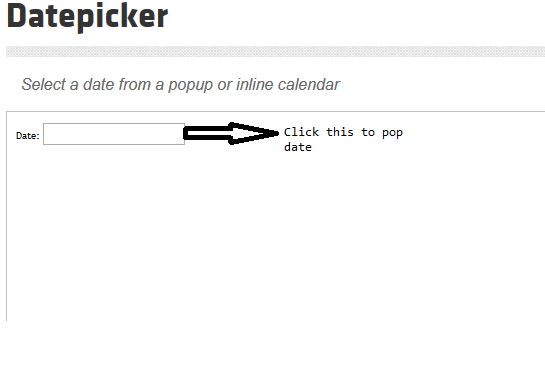 Datepicker
Select a date from a popup or inline calendar
Date:
Click this to pop
date